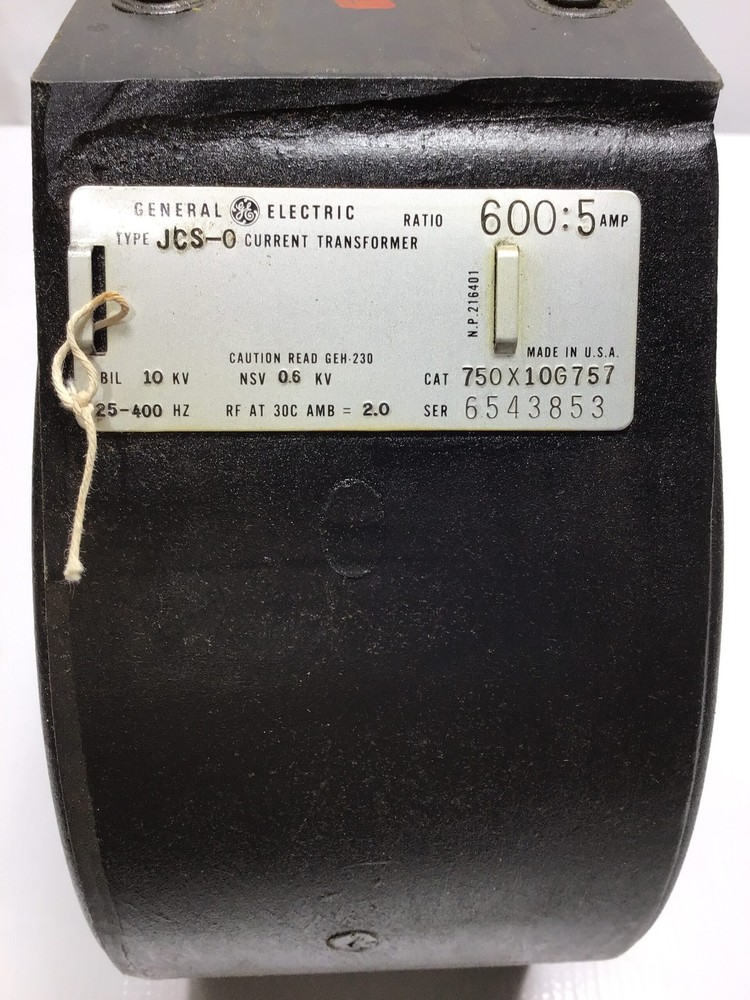 GENERAL GE ELECTRIC RATIO 600:5 AMP
TYPE JCS-0 CURRENT TRANSFORMER
N.P. 216401
CAUTION READ GEH-230 MADE IN U.S.A.
BIL 10 KV NSV 0.6 KV CAT 750X10G757
25-400 HZ RF AT 30C AMB = 2.0 SER 6543853